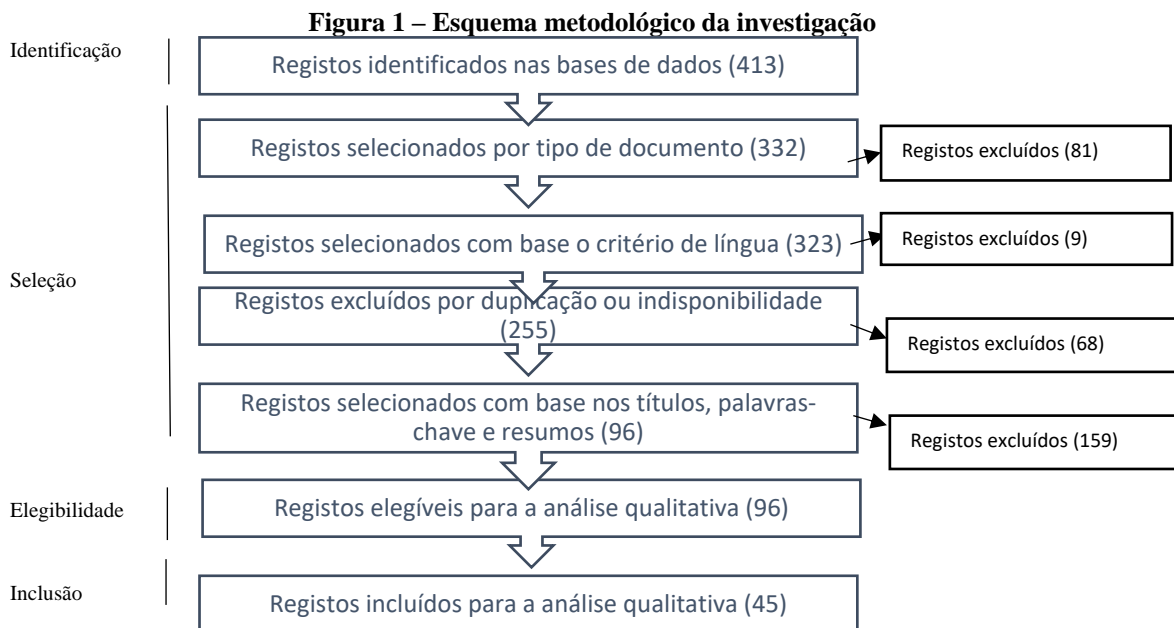 Figura 1 – Esquema metodológico da investigação
Identificação
Registos identificados nas bases de dados (413)
Registos selecionados por tipo de documento (332)
Registos excluídos (81)
Seleção
Registos selecionados com base o critério de língua (323)
Registos excluídos (9)
Registos excluídos por duplicação ou indisponibilidade
(255)
Registos excluídos (68)
Registos selecionados com base nos títulos, palavras-
chave e resumos (96)
Registos excluídos (159)
Elegibilidade
Registos elegíveis para a análise qualitativa (96)
Inclusão
Registos incluídos para a análise qualitativa (45)